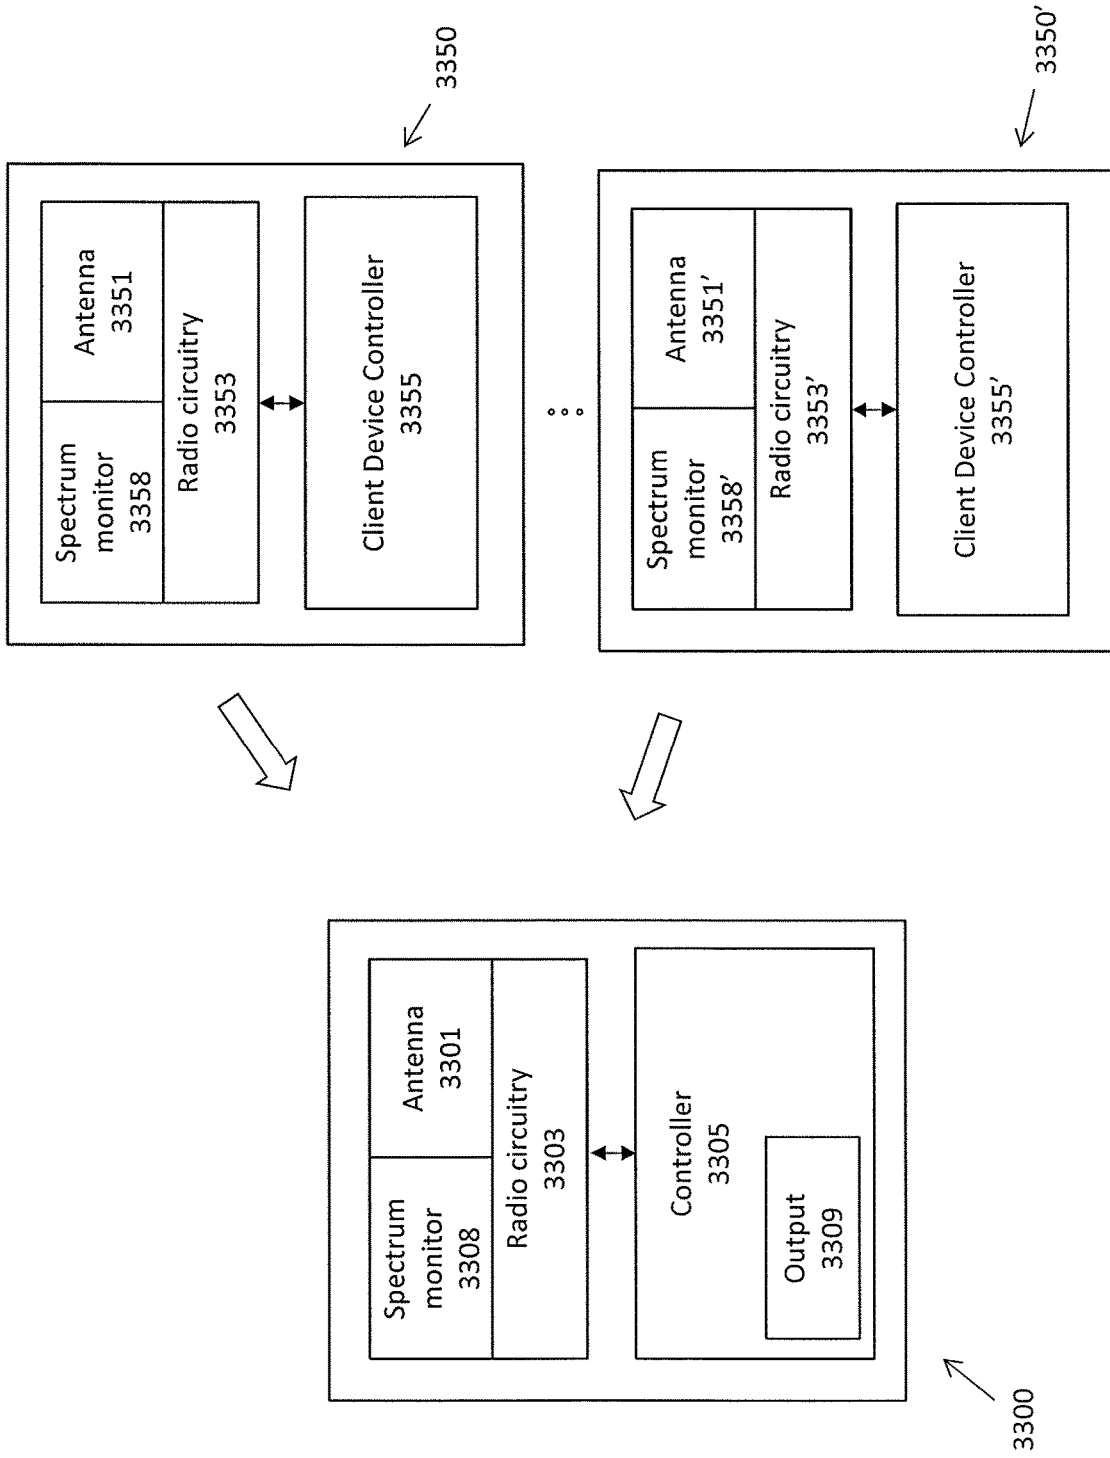 Spectrum
monitor
3308
Antenna
3301
Radio circuitry
3303
Controller
3305
Output
3309
3300
Spectrum
monitor
3358
Antenna
3351
Radio circuitry
3353
Client Device Controller
3355
3350
Spectrum
monitor
3358’
Antenna
3351’
Radio circuitry
3353’
Client Device Controller
3355’
3350’